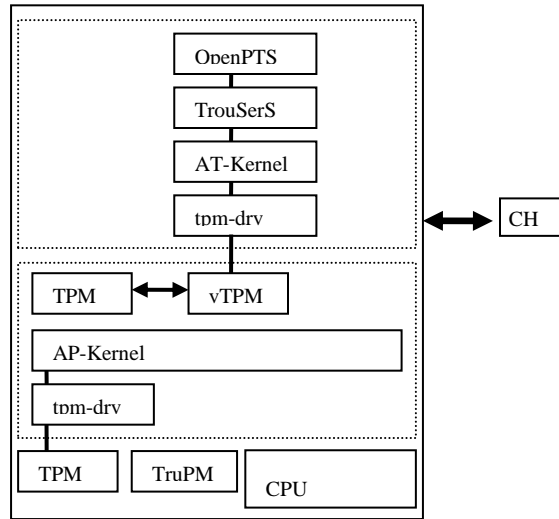 OpenPTS
TrouSerS
AT-Kernel
tpm-drv
CH
TPM
vTPM
AP-Kernel
tpm-drv
TPM
TruPM
CPU